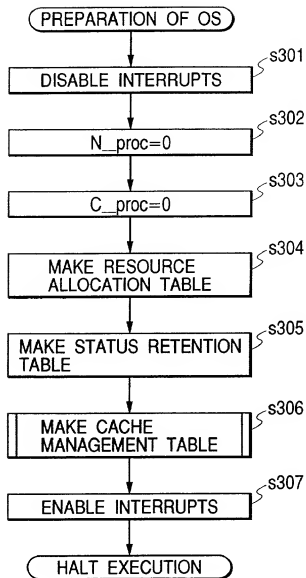 PREPARATION OF OS
s301
DISABLE INTERRUPTS
s302
N_proc=0
s303
C_proc=0
s304
MAKE RESOURCE
ALLOCATION TABLE
s305
MAKE STATUS RETENTION
TABLE
s306
MAKE CACHE
MANAGEMENT TABLE
s307
ENABLE INTERRUPTS
HALT EXECUTION